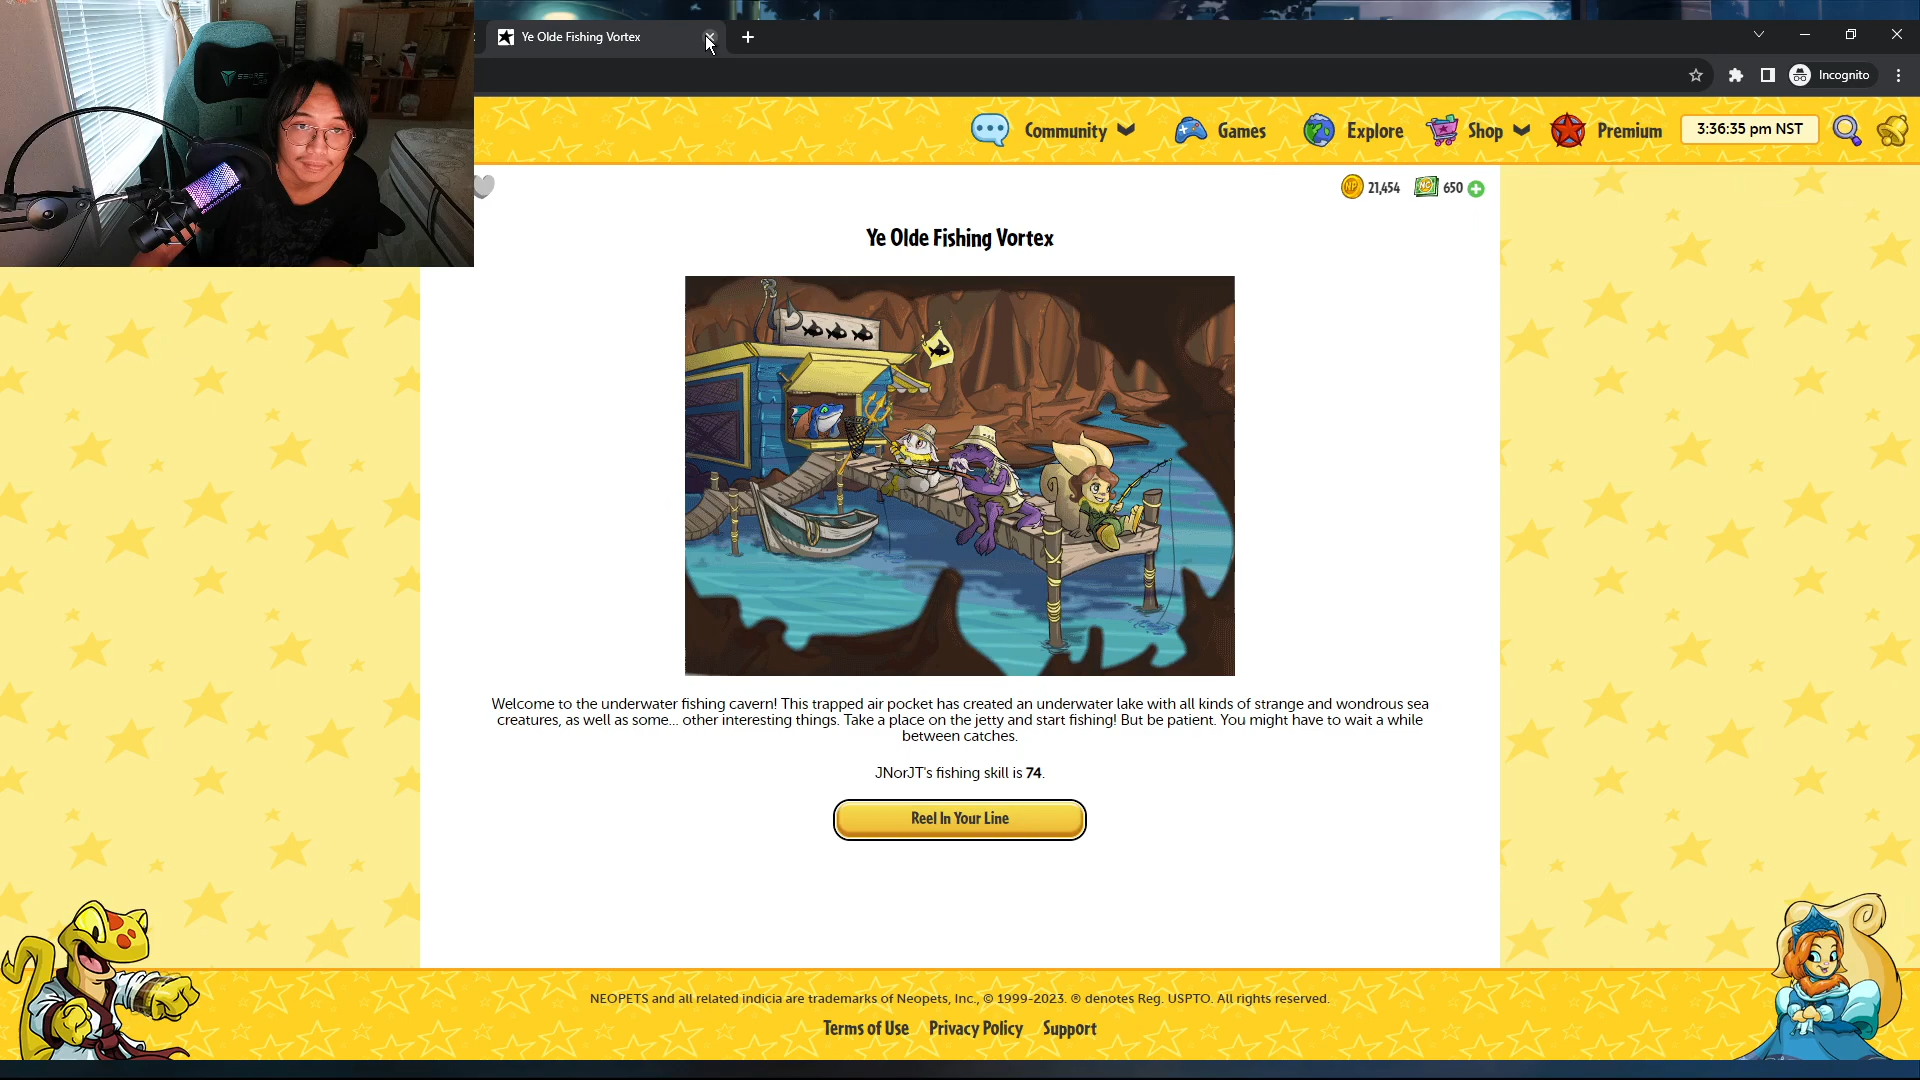 Ye Olde Fishing Vortex
Incognito
Community
Games
Explore
Shop
Premium
3:36:35 pm NST
NP 21,454
NC 650
Ye Olde Fishing Vortex
Welcome to the underwater fishing cavern! This trapped air pocket has created an underwater lake with all kinds of strange and wondrous sea
creatures, as well as some... other interesting things. Take a place on the jetty and start fishing! But be patient. You might have to wait a while
between catches.
JNorJT's fishing skill is 74.
Reel In Your Line
NEOPETS and all related indicia are trademarks of Neopets, Inc., © 1999-2023. ® denotes Reg. USPTO. All rights reserved.
Terms of Use Privacy Policy Support